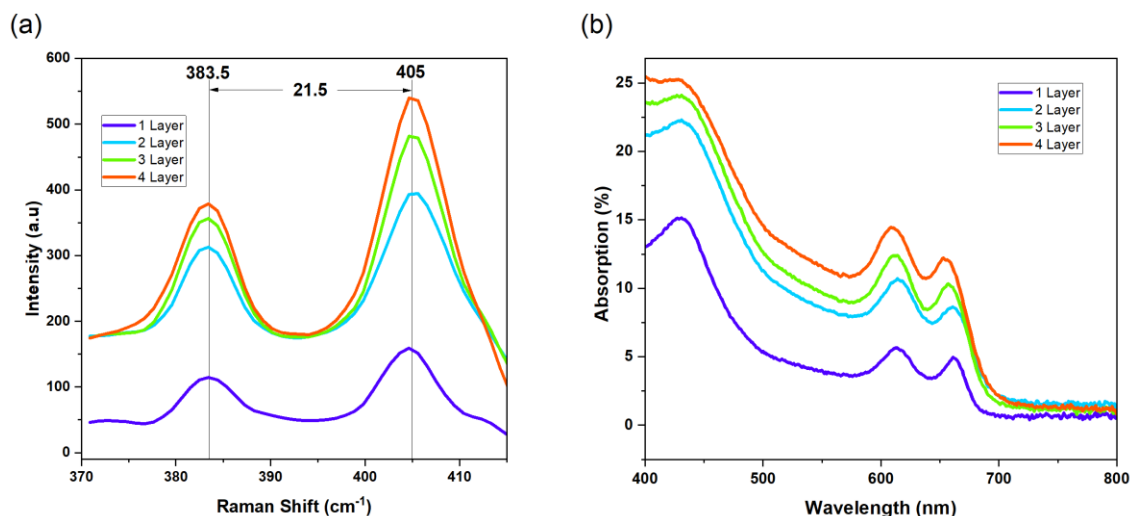 (a)
600
500
400
300
200
100
0
Intensity (a.u)
383.5
405
21.5
1 Layer
2 Layer
3 Layer
4 Layer
370
380
390
400
410
Raman Shift (cm⁻¹)
(b)
25
20
15
10
5
0
Absorption (%)
1 Layer
2 Layer
3 Layer
4 Layer
400
500
600
700
800
Wavelength (nm)